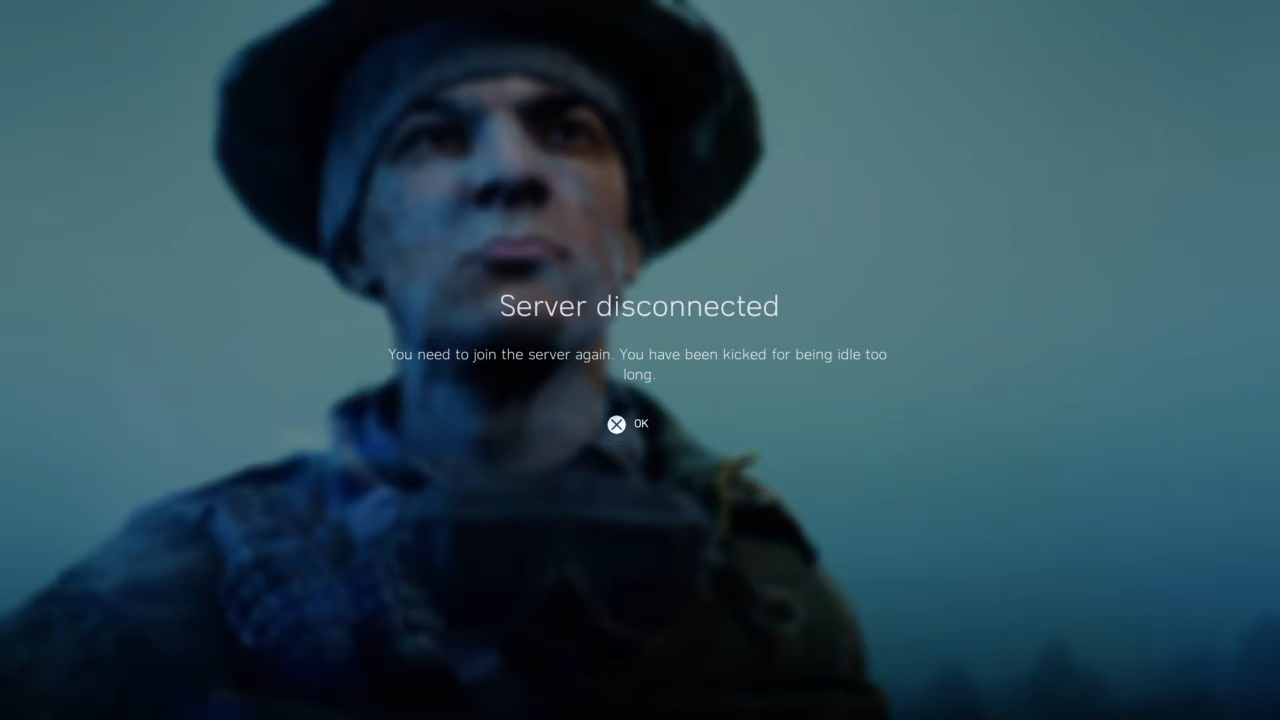 Server disconnected
You need to join the server again. You have been kicked for being idle too
long.
OK